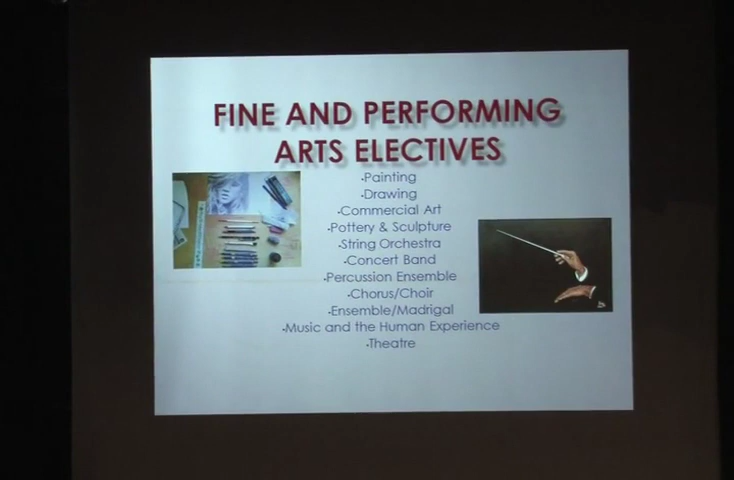 FINE AND PERFORMING
ARTS ELECTIVES
•Painting
•Drawing
•Commercial Art
•Pottery & Sculpture
•String Orchestra
•Concert Band
•Percussion Ensemble
•Chorus/Choir
•Ensemble/Madrigal
•Music and the Human Experience
•Theatre